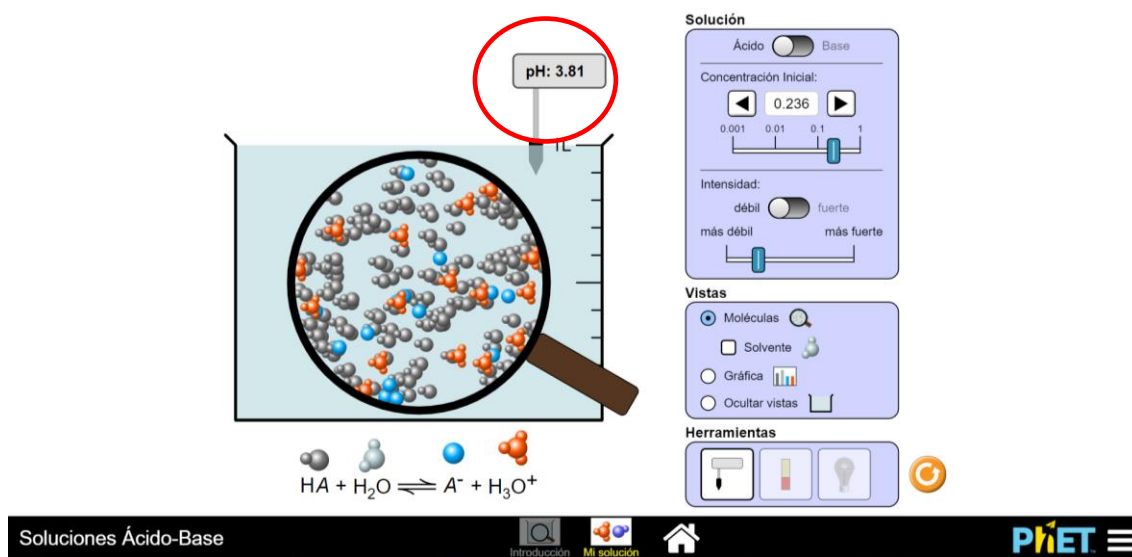 Solución
Ácido Base
Concentración Inicial:
0.236
0.001 0.01 0.1 1
Intensidad:
débil fuerte
más débil más fuerte
pH: 3.81
1L
Vistas
Moléculas
Solvente
Gráfica
Ocultar vistas
Herramientas
HA + H₂O ⇌ A⁻ + H₃O⁺
Soluciones Ácido-Base
Introducción
Mi solución
PhET